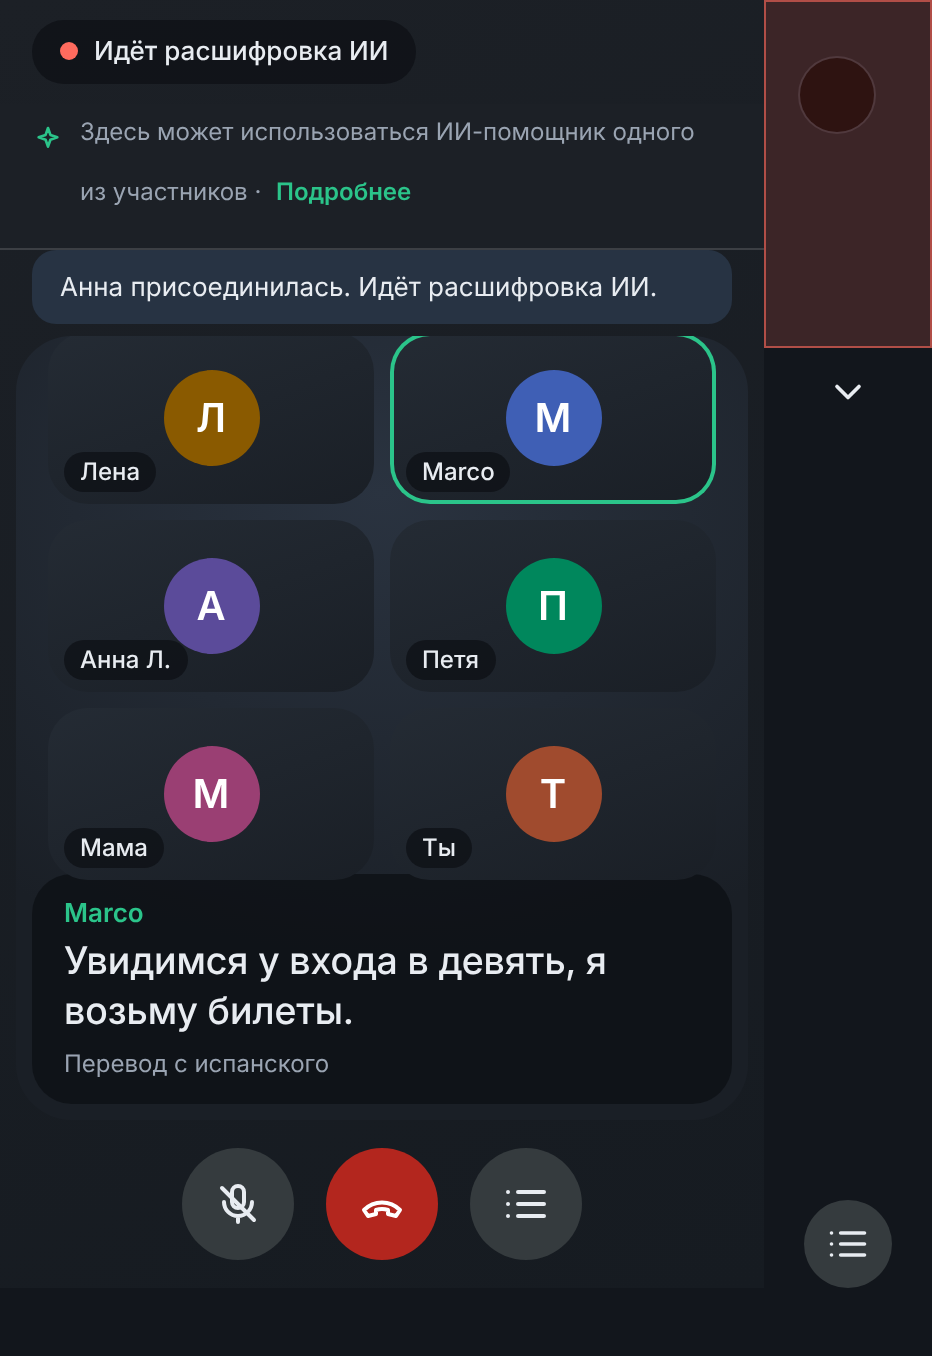 Идёт расшифровка ИИ
Здесь может использоваться ИИ-помощник одного
из участников · Подробнее
Анна присоединилась. Идёт расшифровка ИИ.
Л
Лена
М
Marco
А
Анна Л.
П
Петя
М
Мама
Т
Ты
Marco
Увидимся у входа в девять, я
возьму билеты.
Перевод с испанского